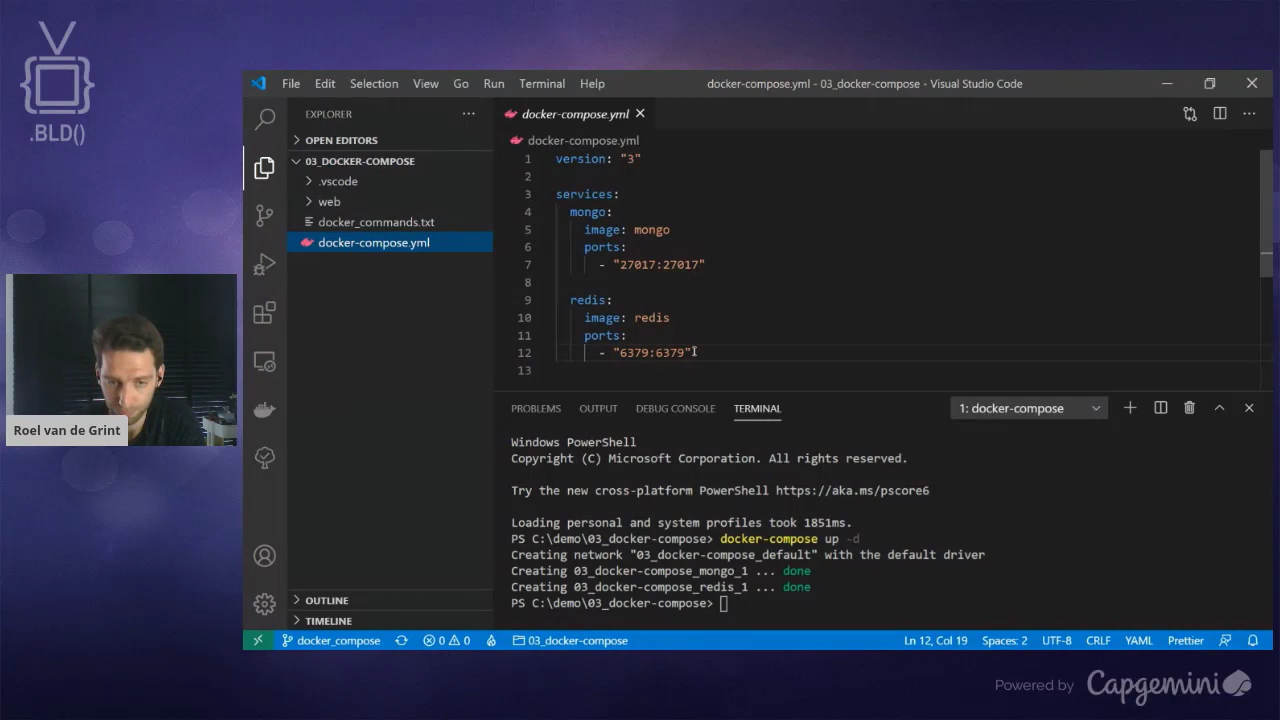 .BLD()
File Edit Selection View Go Run Terminal Help
docker-compose.yml - 03_docker-compose - Visual Studio Code
EXPLORER
OPEN EDITORS
03_DOCKER-COMPOSE
.vscode
web
docker_commands.txt
docker-compose.yml
OUTLINE
TIMELINE
docker-compose.yml
docker-compose.yml
1 version: "3"
2
3 services:
4 mongo:
5 image: mongo
6 ports:
7 - "27017:27017"
8
9 redis:
10 image: redis
11 ports:
12 - "6379:6379"
13
PROBLEMS OUTPUT DEBUG CONSOLE TERMINAL 1: docker-compose
Windows PowerShell
Copyright (C) Microsoft Corporation. All rights reserved.
Try the new cross-platform PowerShell https://aka.ms/pscore6
Loading personal and system profiles took 1851ms.
PS C:\demo\03_docker-compose> docker-compose up -d
Creating network "03_docker-compose_default" with the default driver
Creating 03_docker-compose_mongo_1 ... done
Creating 03_docker-compose_redis_1 ... done
PS C:\demo\03_docker-compose>
docker_compose 0 0 03_docker-compose Ln 12, Col 19 Spaces: 2 UTF-8 CRLF YAML Prettier
Roel van de Grint
Powered by Capgemini